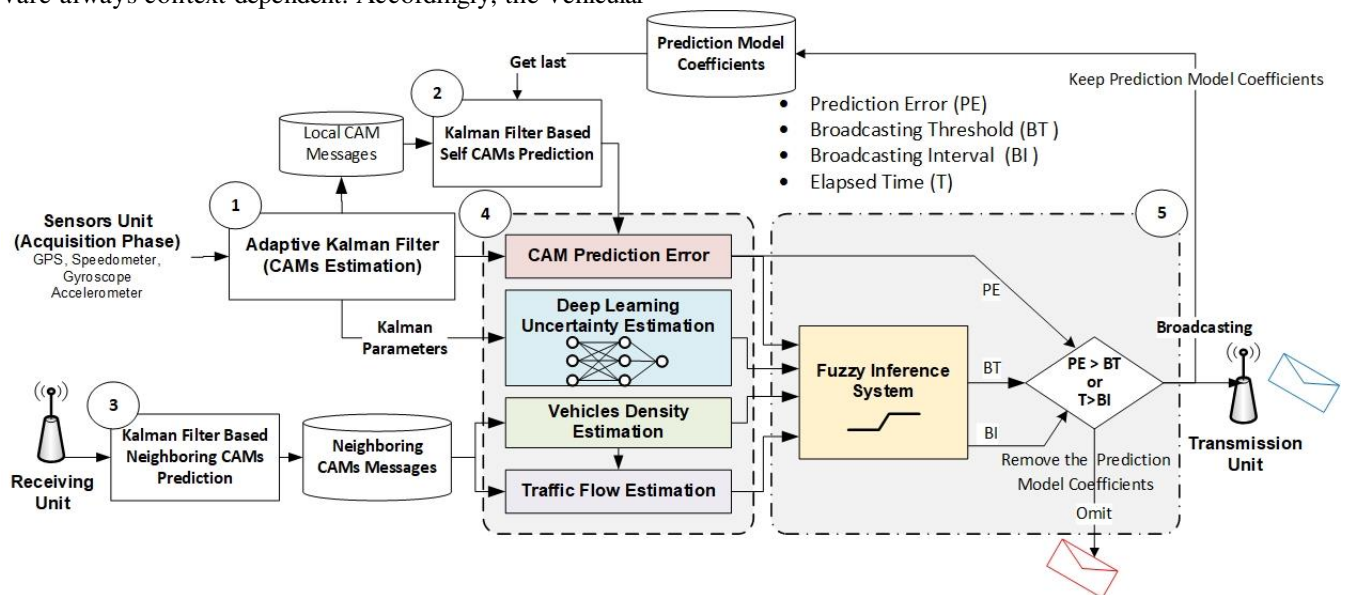 vare always context dependent. Accordingly, the Vehicular
Prediction Model
Coefficients
Get last
Keep Prediction Model Coefficients
2
Kalman Filter Based
Self CAMs Prediction
Local CAM
Messages
• Prediction Error (PE)
• Broadcasting Threshold (BT )
• Broadcasting Interval (BI )
• Elapsed Time (T)
1
4
5
Sensors Unit
(Acquisition Phase)
GPS, Speedometer,
Gyroscope
Accelerometer
Adaptive Kalman Filter
(CAMs Estimation)
CAM Prediction Error
Deep Learning
Uncertainty Estimation
Kalman
Parameters
PE
Broadcasting
Fuzzy Inference
System
BT
PE > BT
or
T>BI
BI
3
Kalman Filter Based
Neighboring CAMs
Prediction
Neighboring
CAMs Messages
Vehicles Density
Estimation
Traffic Flow Estimation
Receiving
Unit
Transmission
Unit
Remove the Prediction
Model Coefficients
Omit